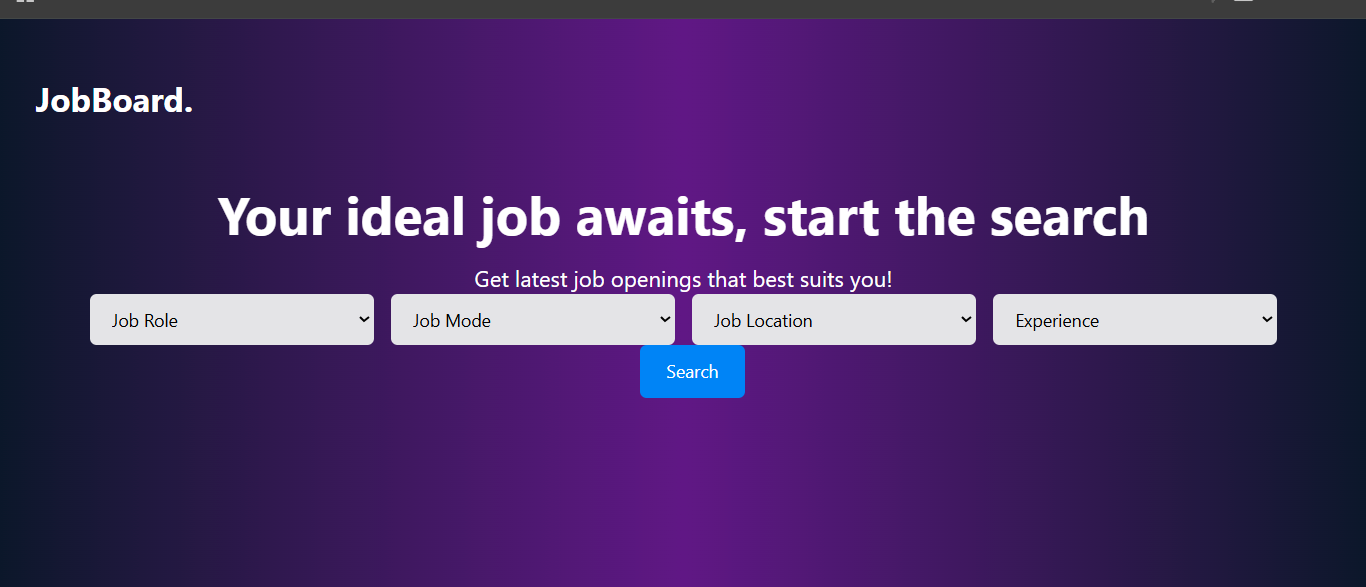 JobBoard.
Your ideal job awaits, start the search
Get latest job openings that best suits you!
Job Role Job Mode Job Location Experience
Search